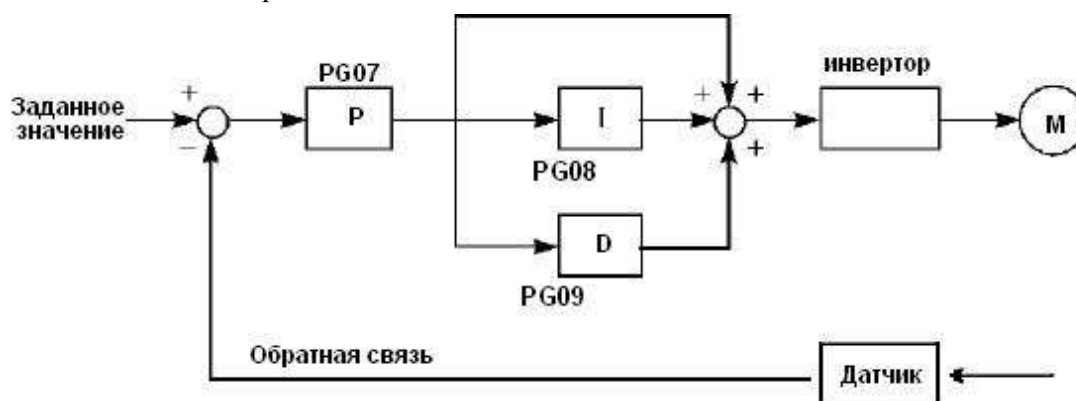 PG07
инвертор
Заданное
значение
+
−
P
I
D
+
+
+
M
PG08
PG09
Обратная связь
Датчик